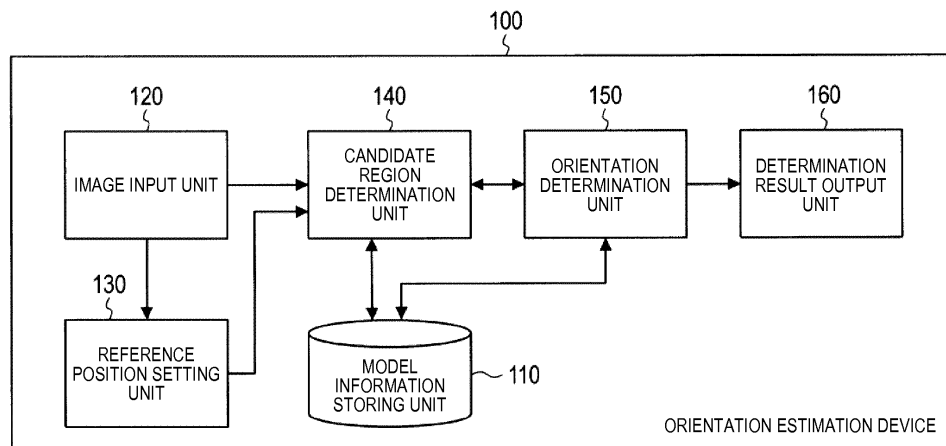 100
120
140
150
160
IMAGE INPUT UNIT
CANDIDATE
REGION
DETERMINATION
UNIT
ORIENTATION
DETERMINATION
UNIT
DETERMINATION
RESULT OUTPUT
UNIT
130
REFERENCE
POSITION SETTING
UNIT
MODEL
INFORMATION
STORING UNIT
110
ORIENTATION ESTIMATION DEVICE